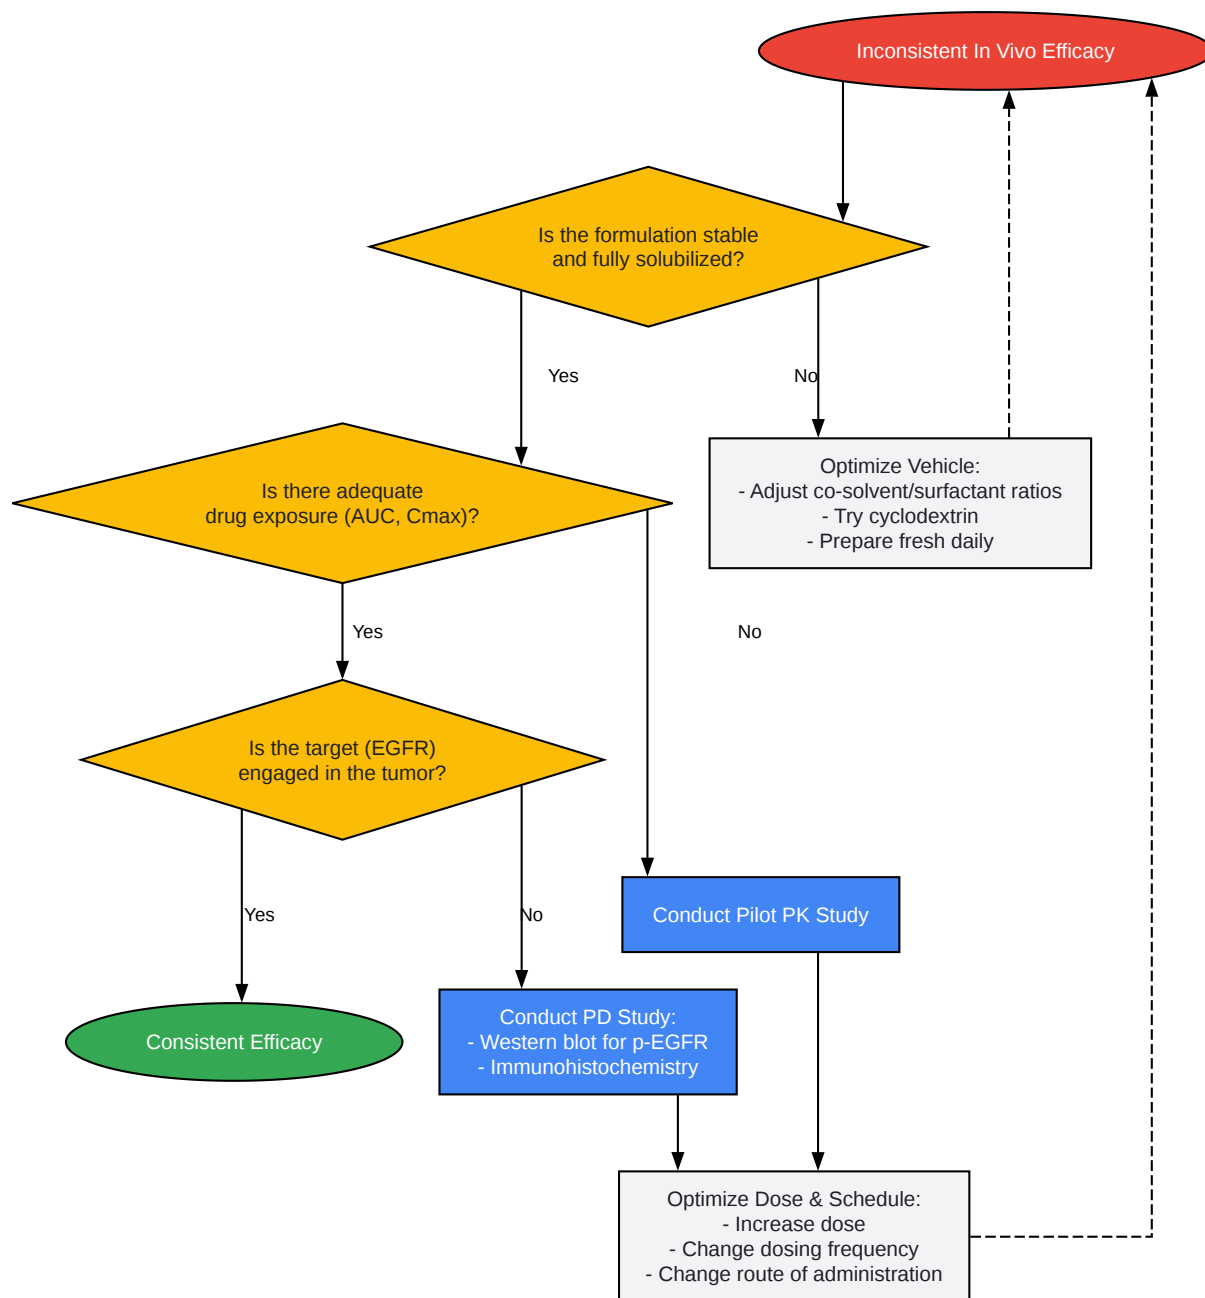 Inconsistent In Vivo Efficacy
Is the formulation stable
and fully solubilized?
Yes
No
Optimize Vehicle:
- Adjust co-solvent/surfactant ratios
- Try cyclodextrin
- Prepare fresh daily
Is there adequate
drug exposure (AUC, Cmax)?
Yes
No
Is the target (EGFR)
engaged in the tumor?
Yes
No
Conduct Pilot PK Study
Consistent Efficacy
Conduct PD Study:
- Western blot for p-EGFR
- Immunohistochemistry
Optimize Dose & Schedule:
- Increase dose
- Change dosing frequency
- Change route of administration